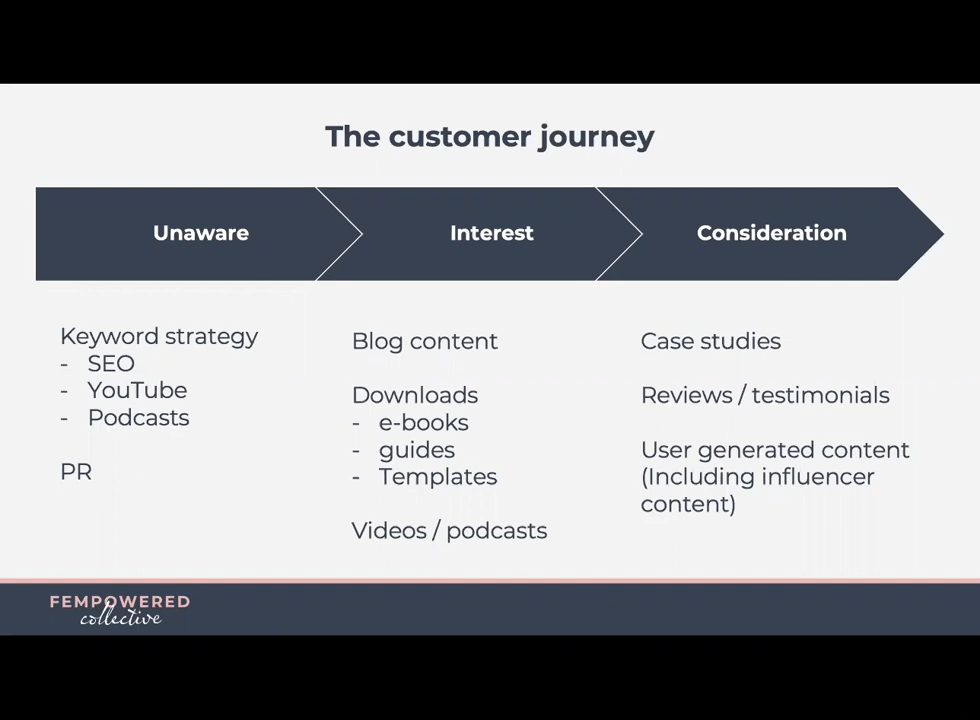 The customer journey
Unaware
Interest
Consideration
Keyword strategy
- SEO
- YouTube
- Podcasts
PR
Blog content
Downloads
- e-books
- guides
- Templates
Videos / podcasts
Case studies
Reviews / testimonials
User generated content
(Including influencer
content)
FEMPOWERED
collective